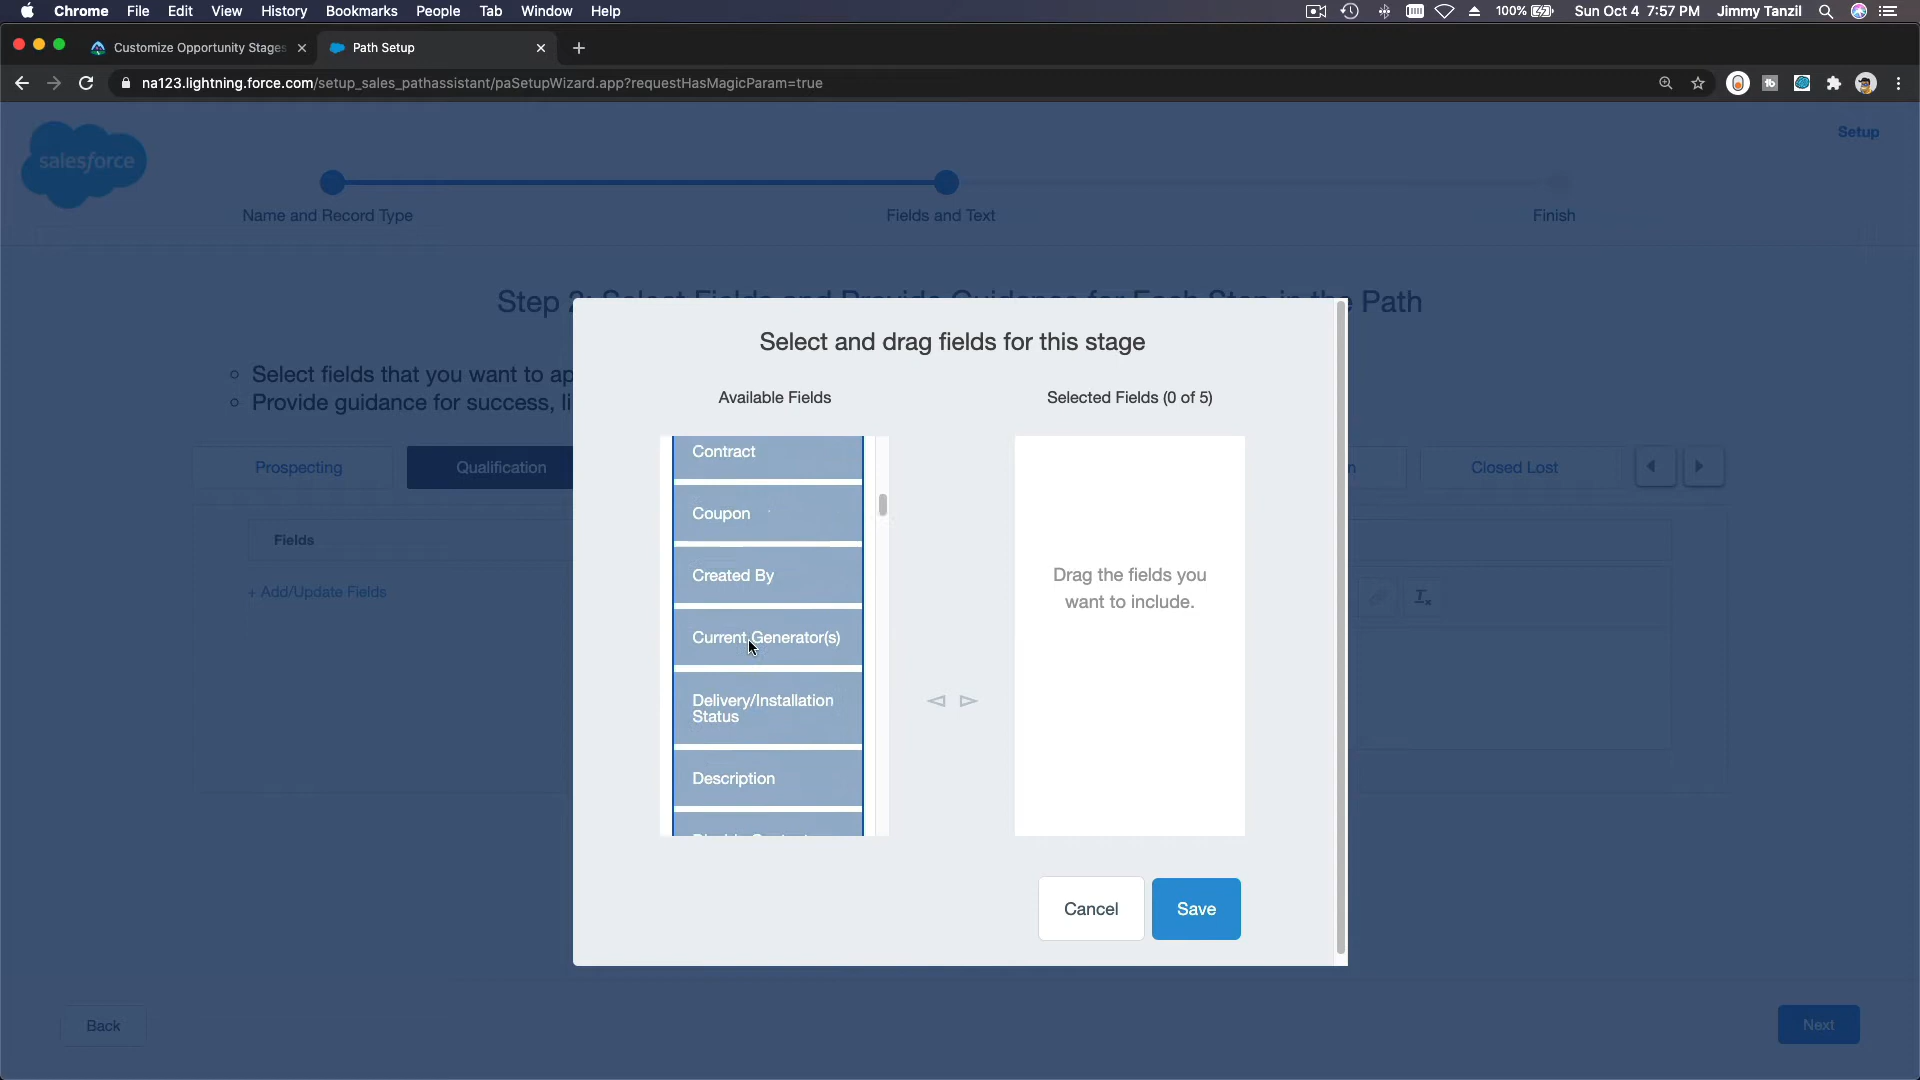 Chrome File Edit View History Bookmarks People Tab Window Help 100% Sun Oct 4 7:57 PM Jimmy Tanzil
Customize Opportunity Stages
Path Setup
na123.lightning.force.com/setup_sales_pathassistant/paSetupWizard.app?requestHasMagicParam=true
salesforce
Setup
Name and Record Type
Fields and Text
Finish
Step 2: Select Fields and Provide Guidance for Each Step in the Path
Select fields that you want to ap
Provide guidance for success, li
Prospecting
Qualification
n
Closed Lost
Fields
+ Add/Update Fields
Select and drag fields for this stage
Available Fields
Selected Fields (0 of 5)
Contract
Coupon
Created By
Current Generator(s)
Delivery/Installation
Status
Description
Drag the fields you
want to include.
Cancel
Save
Back
Next